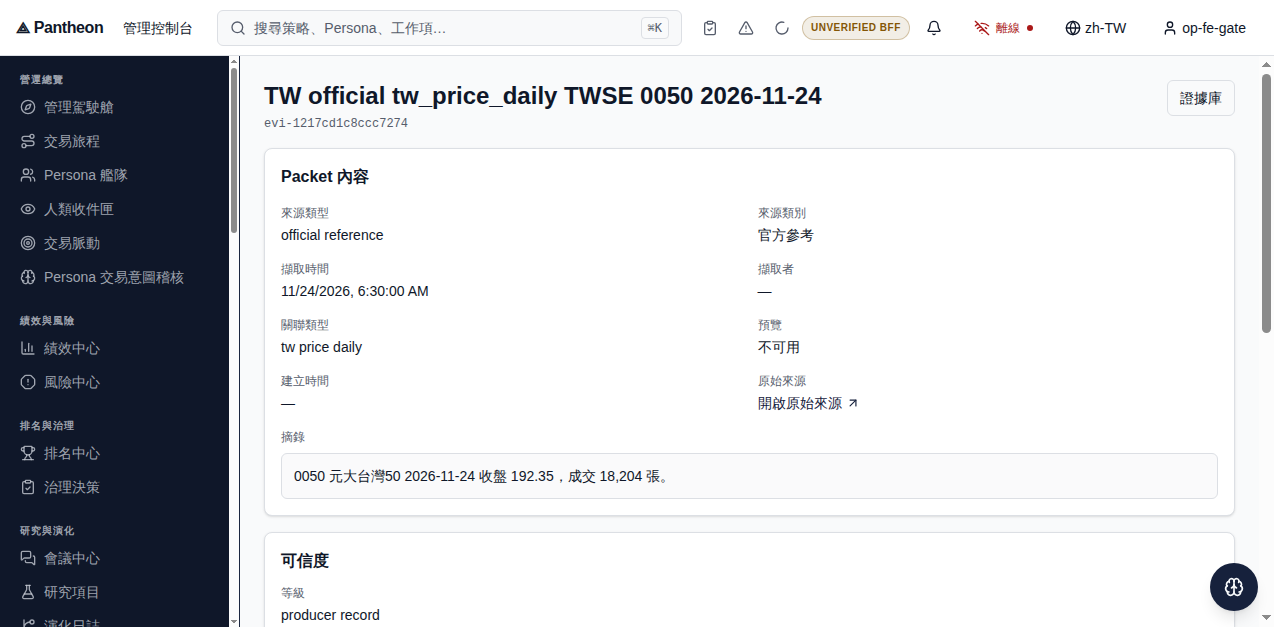 Pantheon 管理控制台 搜尋策略、Persona、工作項… ⌘K UNVERIFIED BFF 離線 zh-TW op-fe-gate
營運總覽
管理駕駛艙
交易旅程
Persona 艦隊
人類收件匣
交易脈動
Persona 交易意圖稽核
績效與風險
績效中心
風險中心
排名與治理
排名中心
治理決策
研究與演化
會議中心
研究項目
演化日誌
TW official tw_price_daily TWSE 0050 2026-11-24
證據庫
evi-1217cd1c8ccc7274
Packet 內容
來源類型
official reference
來源類別
官方參考
擷取時間
11/24/2026, 6:30:00 AM
擷取者
—
關聯類型
tw price daily
預覽
不可用
建立時間
—
原始來源
開啟原始來源
摘錄
0050 元大台灣50 2026-11-24 收盤 192.35，成交 18,204 張。
可信度
等級
producer record